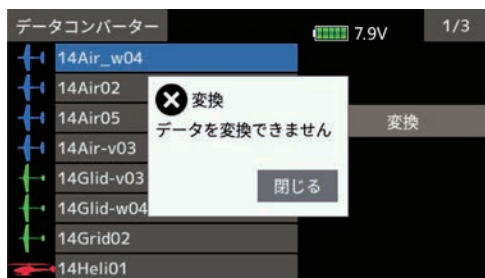 データコンバーター
7.9V
1/3
14Air_w04
14Air02
14Air05
14Air-v03
14Glid-v03
14Glid-w04
14Grid02
14Heli01
変換
データを変換できません
閉じる
変換